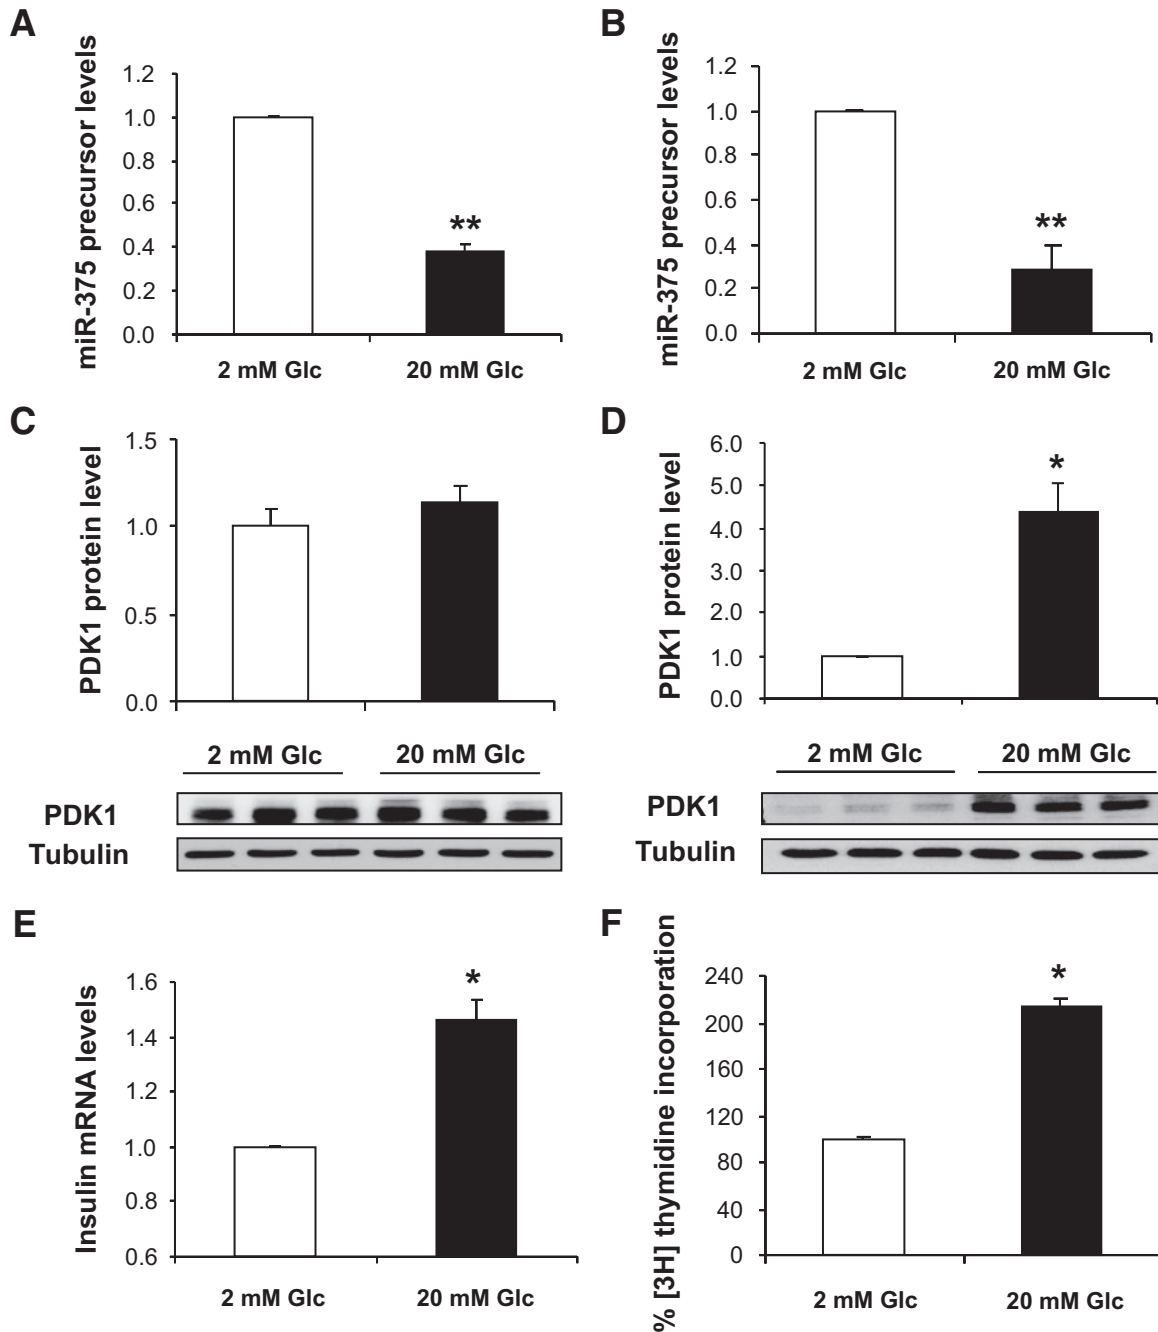 A
miR-375 precursor levels
1.2
1.0
0.8
0.6
0.4
0.2
0.0
**
2 mM Glc 20 mM Glc
B
miR-375 precursor levels
1.2
1.0
0.8
0.6
0.4
0.2
0.0
**
2 mM Glc 20 mM Glc
C
PDK1 protein level
1.5
1.0
0.5
0.0
2 mM Glc 20 mM Glc
PDK1
Tubulin
D
PDK1 protein level
6.0
5.0
4.0
3.0
2.0
1.0
0.0
*
2 mM Glc 20 mM Glc
PDK1
Tubulin
E
Insulin mRNA levels
1.6
1.4
1.2
1.0
0.8
0.6
*
2 mM Glc 20 mM Glc
F
% [3H] thymidine incorporation
240
200
160
120
80
40
0
*
2 mM Glc 20 mM Glc